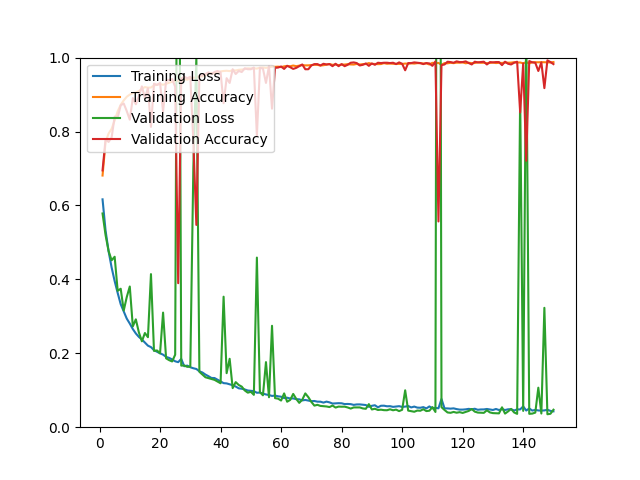 1.0
0.8
0.6
0.4
0.2
0.0
Training Loss
Training Accuracy
Validation Loss
Validation Accuracy
0 20 40 60 80 100 120 140